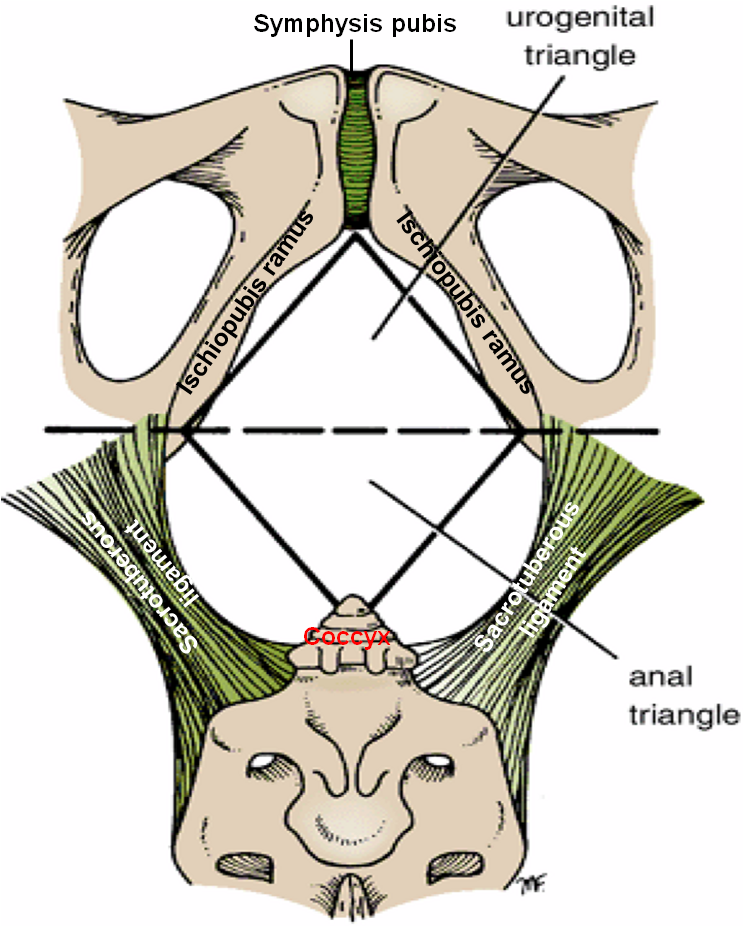 Symphysis pubis
urogenital
triangle
Ischiopubis ramus
Ischiopubis ramus
Sacrotuberous
ligament
Sacrotuberous
ligament
Coccyx
anal
triangle